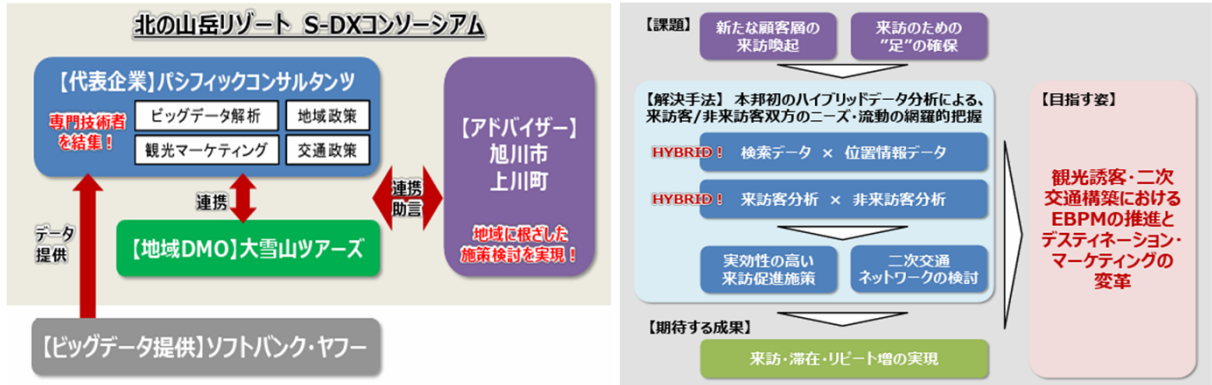 北の山岳リゾート S-DXコンソーシアム
【代表企業】パシフィックコンサルタンツ
専門技術者
を結集！
ビッグデータ解析
地域政策
観光マーケティング
交通政策
連携
【地域DMO】大雪山ツアーズ
連携
助言
【アドバイザー】
旭川市
上川町
地域に根ざした
施策検討を実現！
データ
提供
【ビッグデータ提供】ソフトバンク・ヤフー
【課題】
新たな顧客層の
来訪喚起
来訪のための
”足”の確保
【解決手法】 本邦初のハイブリッドデータ分析による、
来訪客/非来訪客双方のニーズ・流動の網羅的把握
HYBRID！ 検索データ × 位置情報データ
HYBRID！ 来訪客分析 × 非来訪客分析
実効性の高い
来訪促進施策
二次交通
ネットワークの検討
【期待する成果】
来訪・滞在・リピート増の実現
【目指す姿】
観光誘客・二次
交通構築における
EBPMの推進と
デスティネーション・
マーケティングの
変革